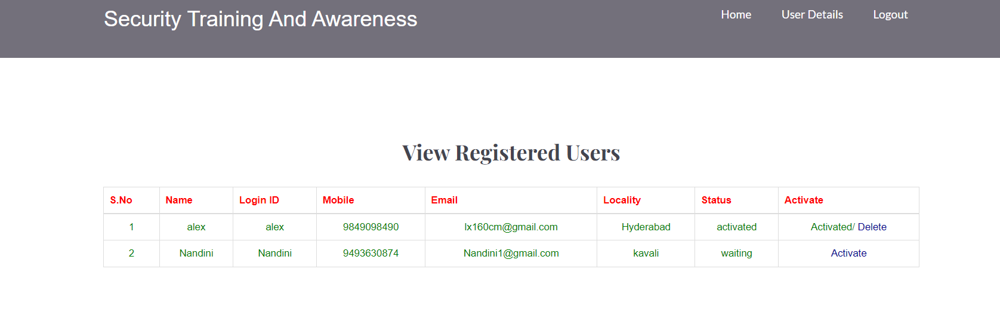 Security Training And Awareness Home User Details Logout
View Registered Users
S.No Name Login ID Mobile Email Locality Status Activate
1 alex alex 9849098490 lx160cm@gmail.com Hyderabad activated Activated/ Delete
2 Nandini Nandini 9493630874 Nandini1@gmail.com kavali waiting Activate